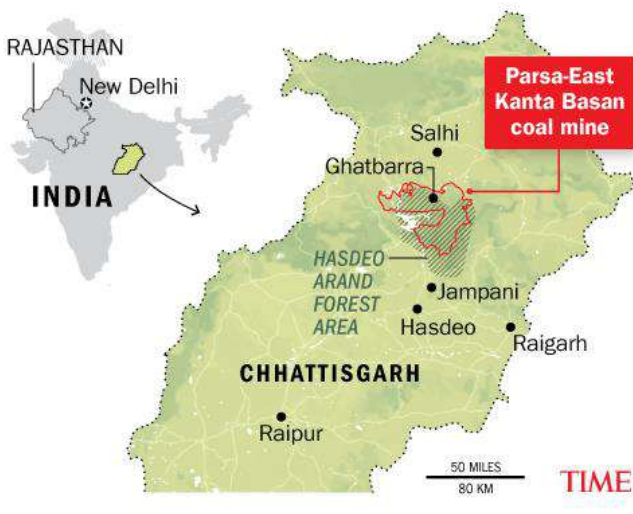 RAJASTHAN
New Delhi
INDIA
Parsa-East
Kanta Basan
coal mine
Salhi
Ghatbarra
HASDEO
ARAND
FOREST
AREA
Jampani
Hasdeo
Raigarh
CHHATTISGARH
Raipur
50 MILES
80 KM
TIME